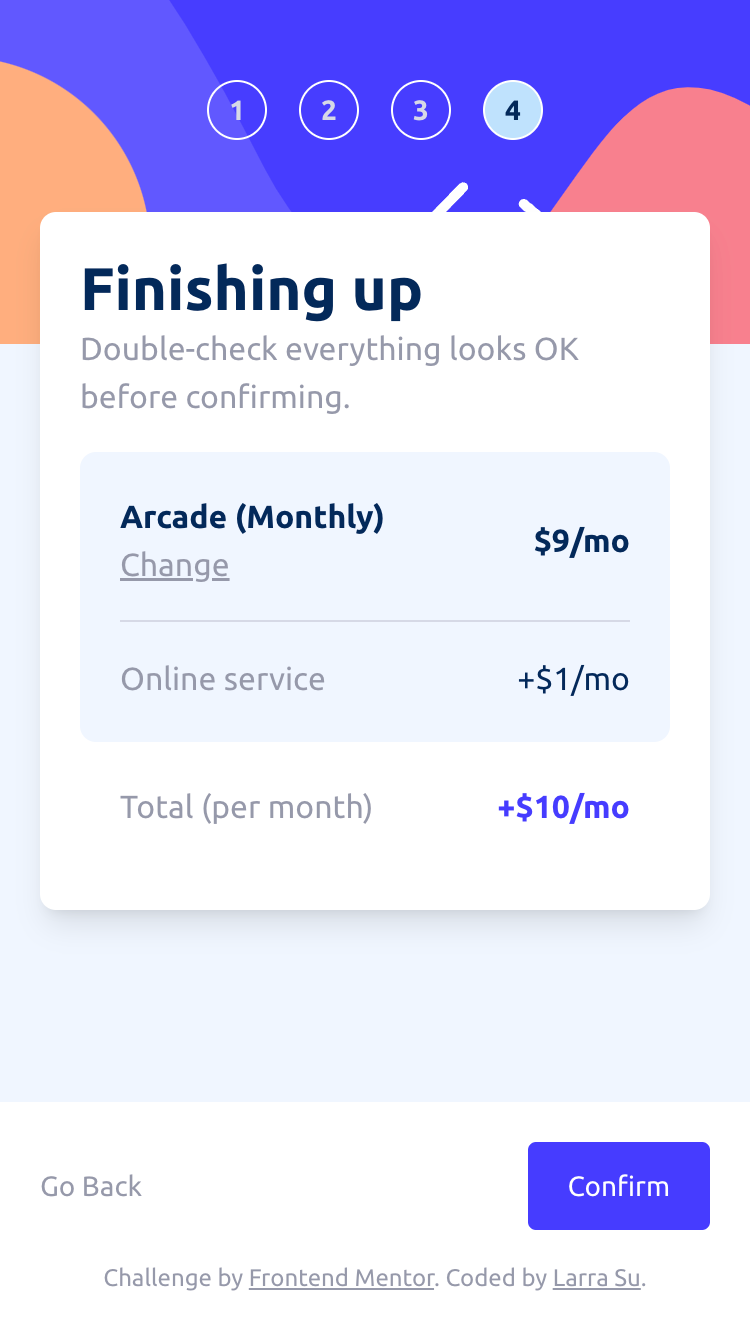 1 2 3 4
Finishing up
Double-check everything looks OK
before confirming.
Arcade (Monthly)
Change
$9/mo
Online service +$1/mo
Total (per month) +$10/mo
Go Back Confirm
Challenge by Frontend Mentor. Coded by Larra Su.